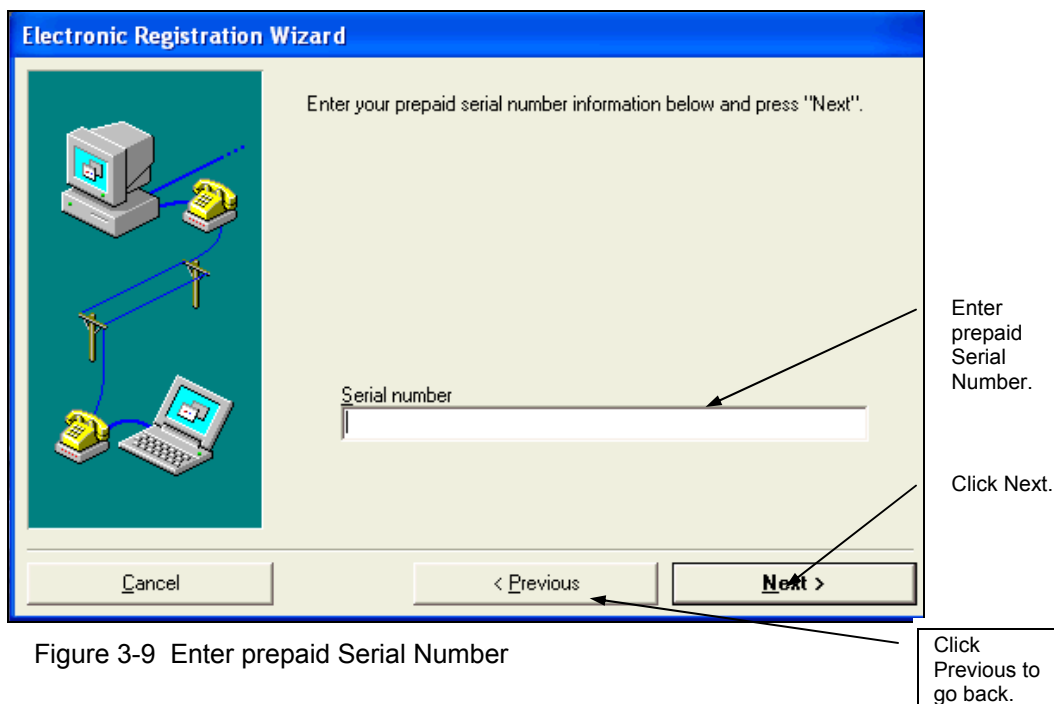 Electronic Registration Wizard
Enter your prepaid serial number information below and press "Next".
Serial number
Cancel
< Previous
Next >
Enter
prepaid
Serial
Number.
Click Next.
Click
Previous to
go back.
Figure 3-9 Enter prepaid Serial Number